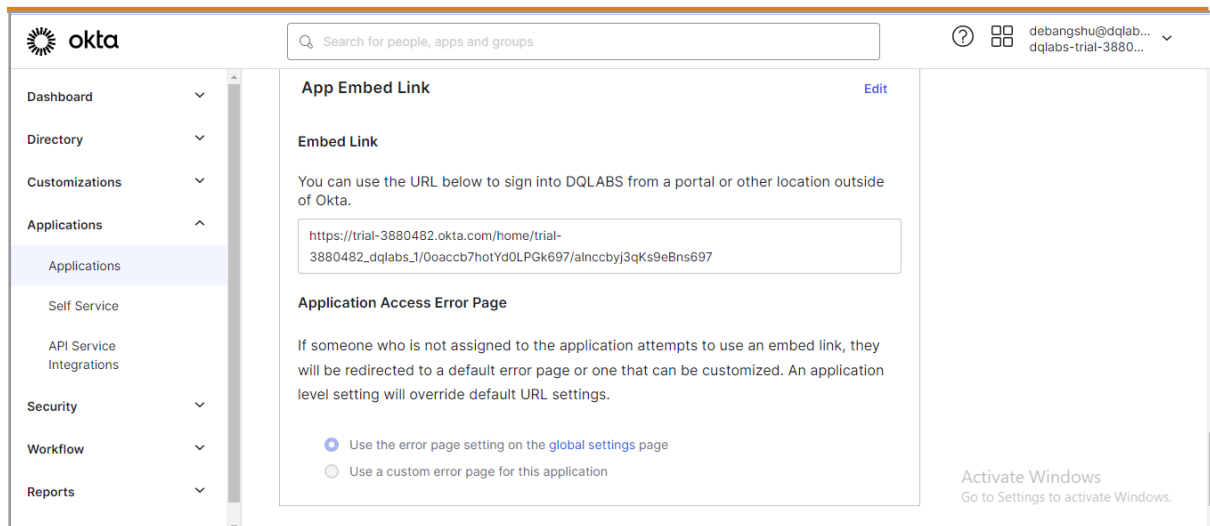 okta
Search for people, apps and groups
debangshu@dqlab...
dqlabs-trial-3880...
Dashboard
Directory
Customizations
Applications
Applications
Self Service
API Service
Integrations
Security
Workflow
Reports
App Embed Link
Edit
Embed Link
You can use the URL below to sign into DQLABS from a portal or other location outside
of Okta.
https://trial-3880482.okta.com/home/trial-
3880482_dqlabs_1/0oaccb7hotYd0LPGk697/alnccbyj3qKs9eBns697
Application Access Error Page
If someone who is not assigned to the application attempts to use an embed link, they
will be redirected to a default error page or one that can be customized. An application
level setting will override default URL settings.
Use the error page setting on the global settings page
Use a custom error page for this application
Activate Windows
Go to Settings to activate Windows.